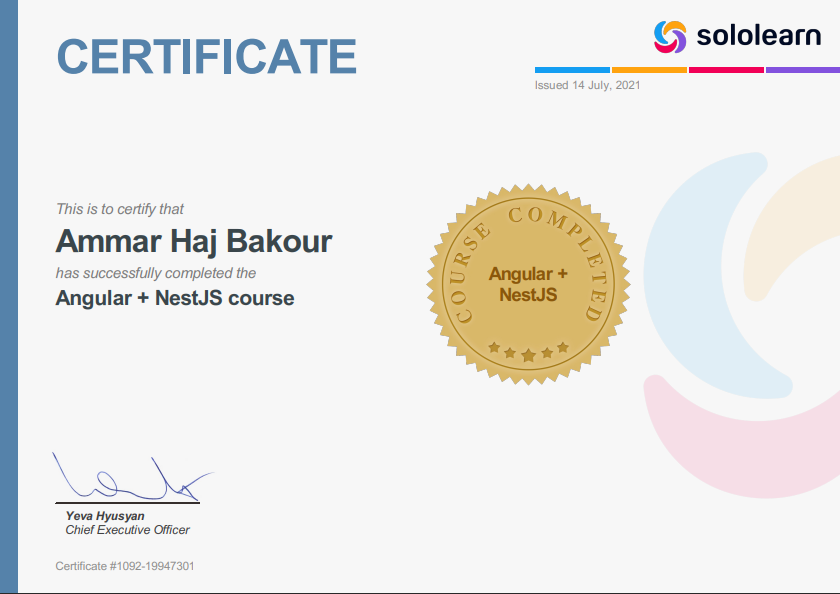 CERTIFICATE
sololearn
Issued 14 July, 2021
This is to certify that
Ammar Haj Bakour
has successfully completed the
Angular + NestJS course
COURSE COMPLETED
Angular +
NestJS
Yeva Hyusyan
Chief Executive Officer
Certificate #1092-19947301